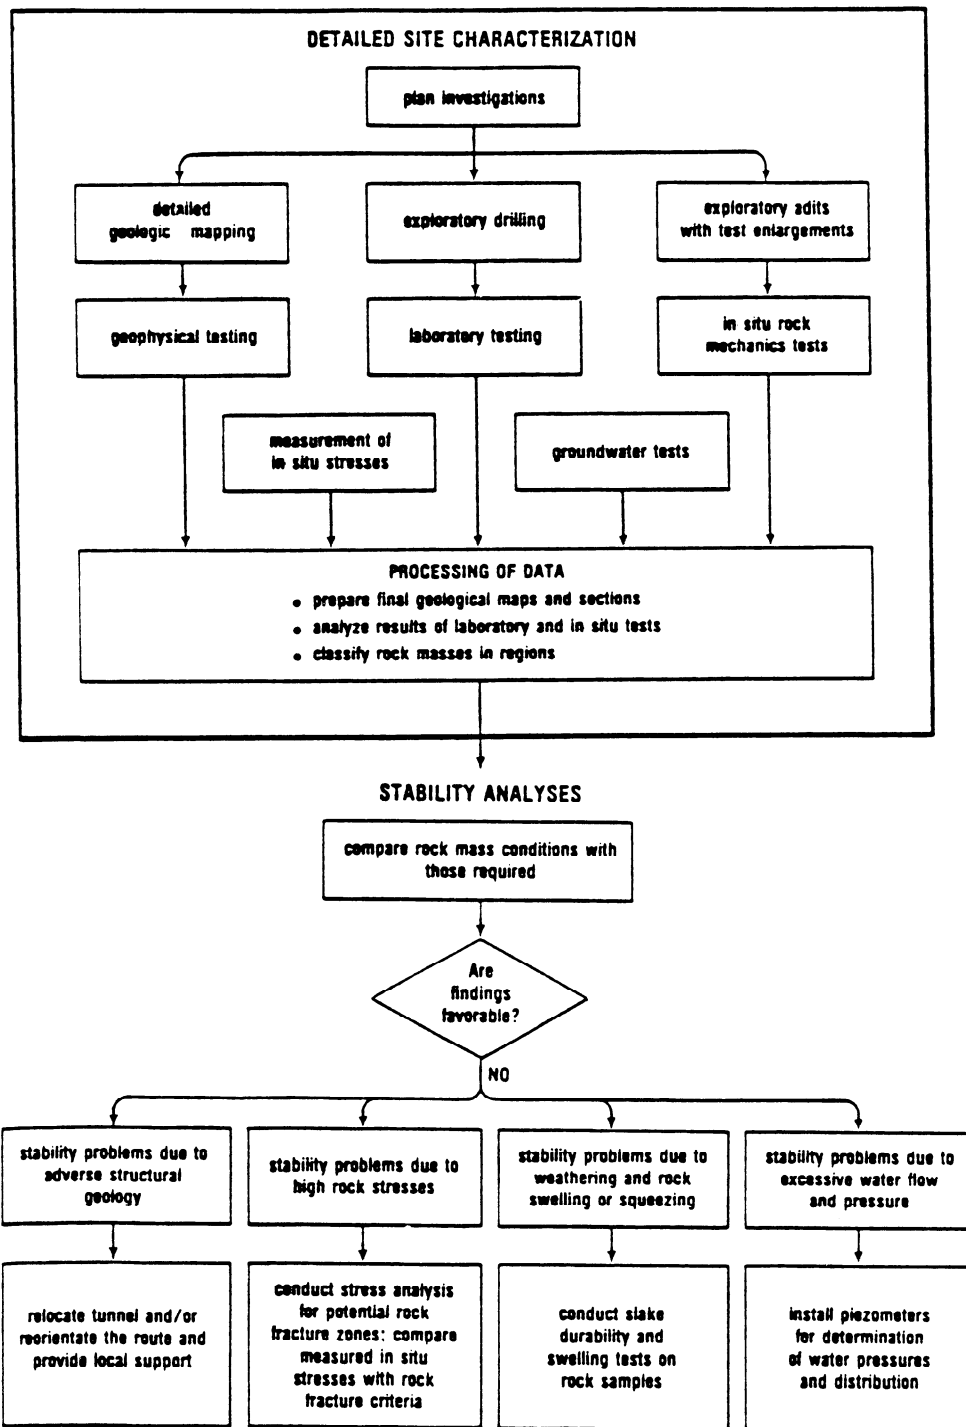 DETAILED SITE CHARACTERIZATION
plan investigations
detailed
geologic mapping
exploratory drilling
exploratory adits
with test enlargements
geophysical testing
laboratory testing
in situ rock
mechanics tests
measurement of
in situ stresses
groundwater tests
PROCESSING OF DATA
• prepare final geological maps and sections
• analyze results of laboratory and in situ tests
• classify rock masses in regions
STABILITY ANALYSES
compare rock mass conditions with
those required
Are
findings
favorable?
NO
stability problems due to
adverse structural
geology
stability problems due to
high rock stresses
stability problems due to
weathering and rock
swelling or squeezing
stability problems due to
excessive water flow
and pressure
relocate tunnel and/or
reorientate the route and
provide local support
conduct stress analysis
for potential rock
fracture zones: compare
measured in situ
stresses with rock
fracture criteria
conduct slake
durability and
swelling tests on
rock samples
install piezometers
for determination
of water pressures
and distribution